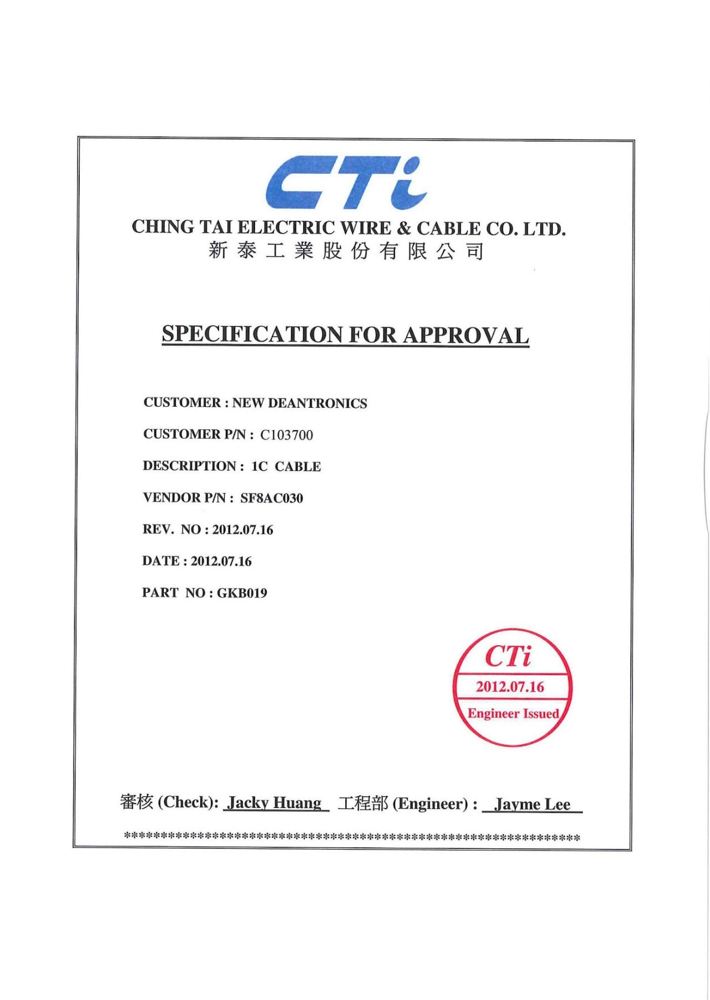 CTi
CHING TAI ELECTRIC WIRE & CABLE CO. LTD.
新泰工業股份有限公司
SPECIFICATION FOR APPROVAL
CUSTOMER : NEW DEANTRONICS
CUSTOMER P/N : C103700
DESCRIPTION : 1C CABLE
VENDOR P/N : SF8AC030
REV. NO : 2012.07.16
DATE : 2012.07.16
PART NO : GKB019
CTi
2012.07.16
Engineer Issued
審核 (Check): Jacky Huang 工程部 (Engineer) : Jayme Lee
**************************************************************